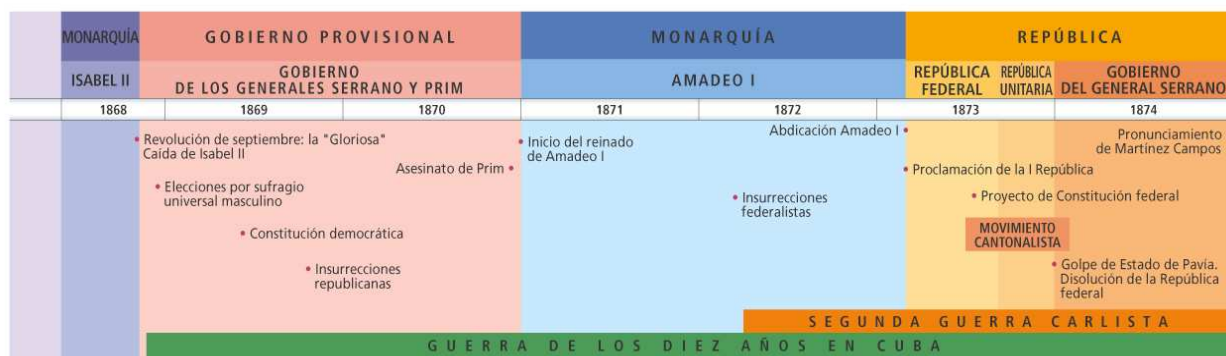 MONARQUÍA
GOBIERNO PROVISIONAL
MONARQUÍA
REPÚBLICA
ISABEL II
GOBIERNO
DE LOS GENERALES SERRANO Y PRIM
AMADEO I
REPÚBLICA
FEDERAL
REPÚBLICA
UNITARIA
GOBIERNO
DEL GENERAL SERRANO
1868
1869
1870
1871
1872
1873
1874
• Revolución de septiembre: la "Gloriosa"
Caída de Isabel II
Asesinato de Prim •
• Elecciones por sufragio
universal masculino
• Constitución democrática
• Insurrecciones
republicanas
• Inicio del reinado
de Amadeo I
Abdicación Amadeo I •
• Insurrecciones
federalistas
Pronunciamiento
de Martínez Campos
• Proclamación de la I República
• Proyecto de Constitución federal
MOVIMIENTO
CANTONALISTA
• Golpe de Estado de Pavía.
Disolución de la República
federal
SEGUNDA GUERRA CARLISTA
GUERRA DE LOS DIEZ AÑOS EN CUBA